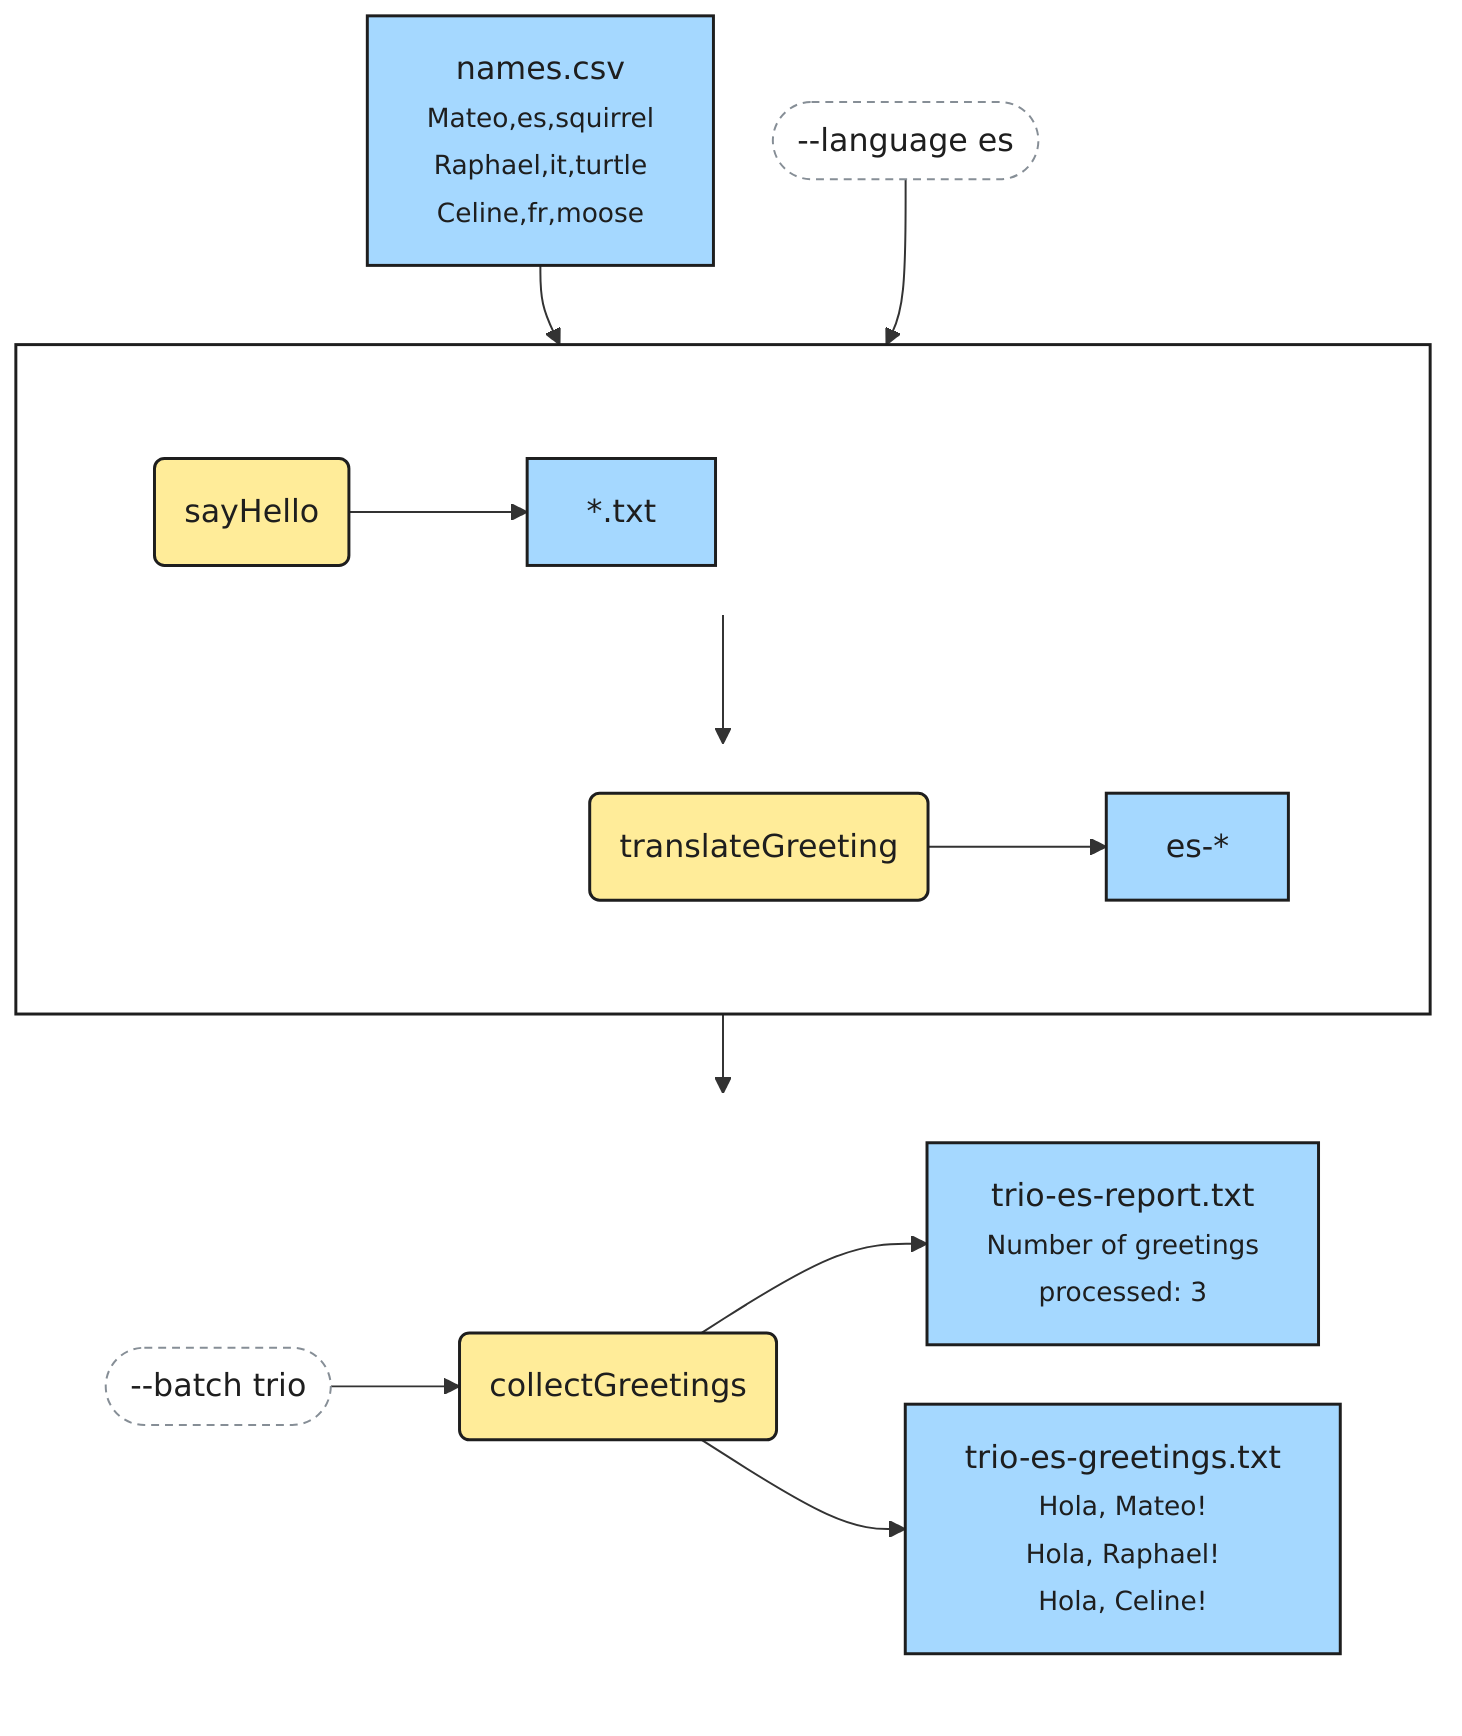 names.csv
Mateo,es,squirrel
Raphael,it,turtle
Celine,fr,moose
--language es
sayHello
*.txt
translateGreeting
es-*
trio-es-report.txt
Number of greetings
processed: 3
--batch trio
collectGreetings
trio-es-greetings.txt
Hola, Mateo!
Hola, Raphael!
Hola, Celine!